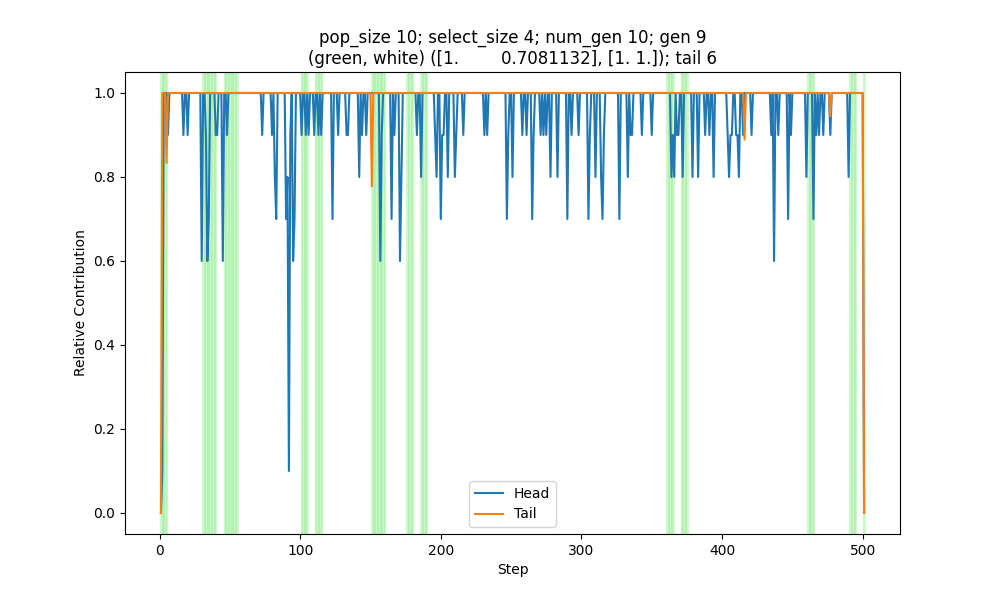 pop_size 10; select_size 4; num_gen 10; gen 9
(green, white) ([1.        0.7081132], [1. 1.]); tail 6
1.0
0.8
0.6
0.4
0.2
0.0
Relative Contribution
Head
Tail
0 100 200 300 400 500
Step